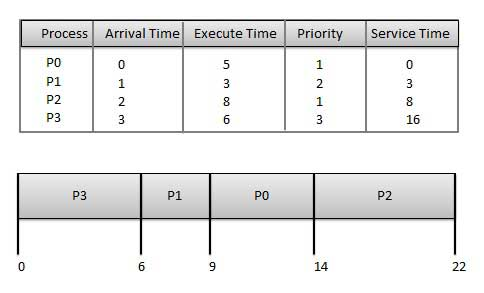 Process Arrival Time Execute Time Priority Service Time
P0 0 5 1 0
P1 1 3 2 3
P2 2 8 1 8
P3 3 6 3 16
P3 P1 P0 P2
0 6 9 14 22